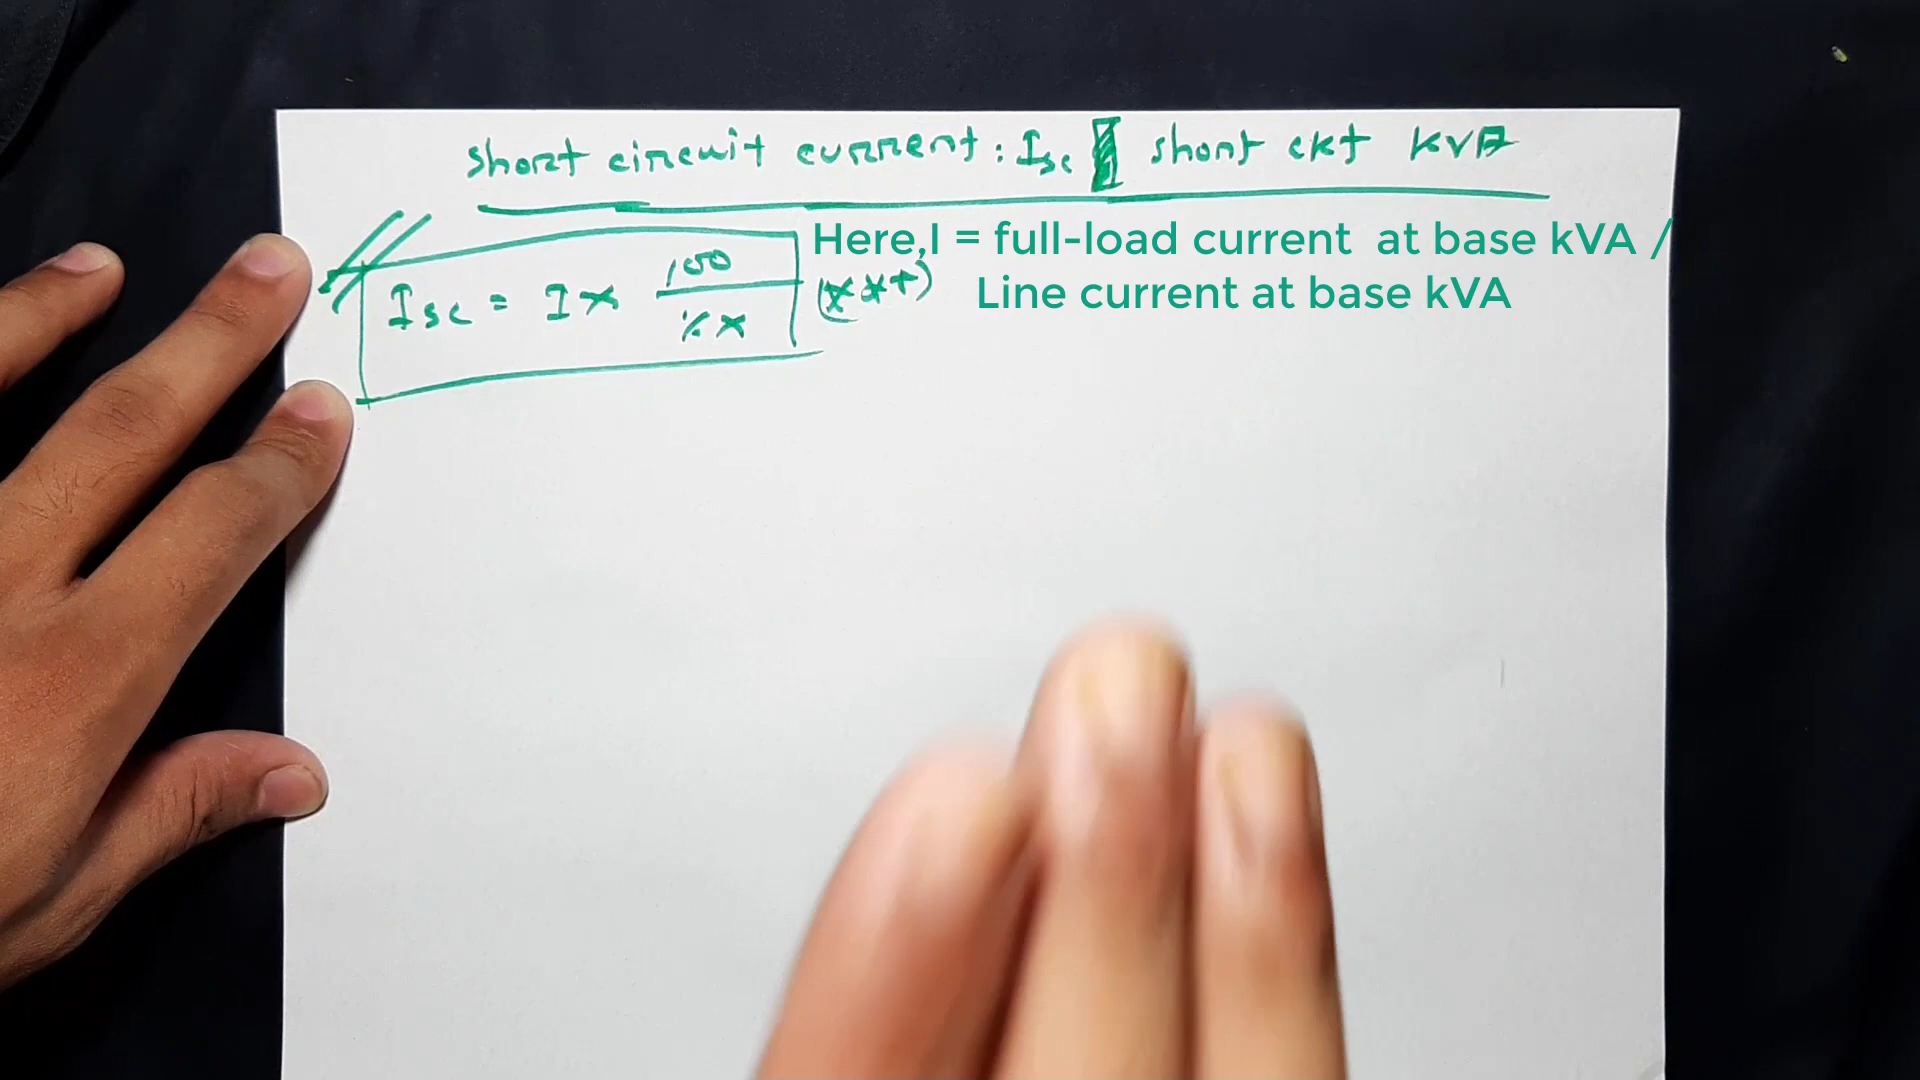 short circuit current : Isc short ckt KVA
Here,I = full-load current at base kVA /
Line current at base kVA
Isc = I × 100 / %X (***)